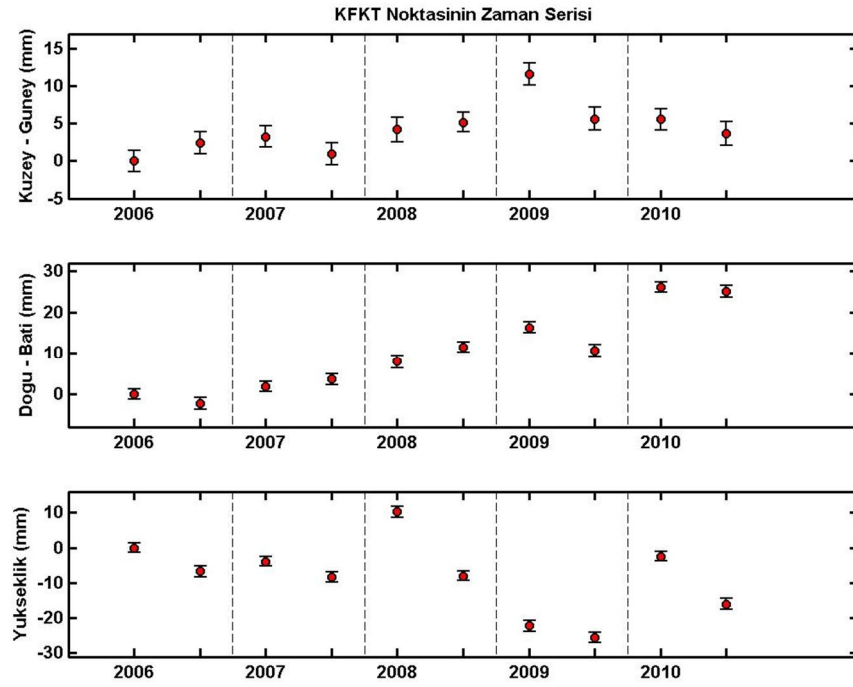 KFKT Noktasinin Zaman Serisi
Kuzey - Guney (mm)
15
10
5
0
-5
2006 2007 2008 2009 2010
Dogu - Bati (mm)
30
20
10
0
2006 2007 2008 2009 2010
Yukseklik (mm)
10
0
-10
-20
-30
2006 2007 2008 2009 2010